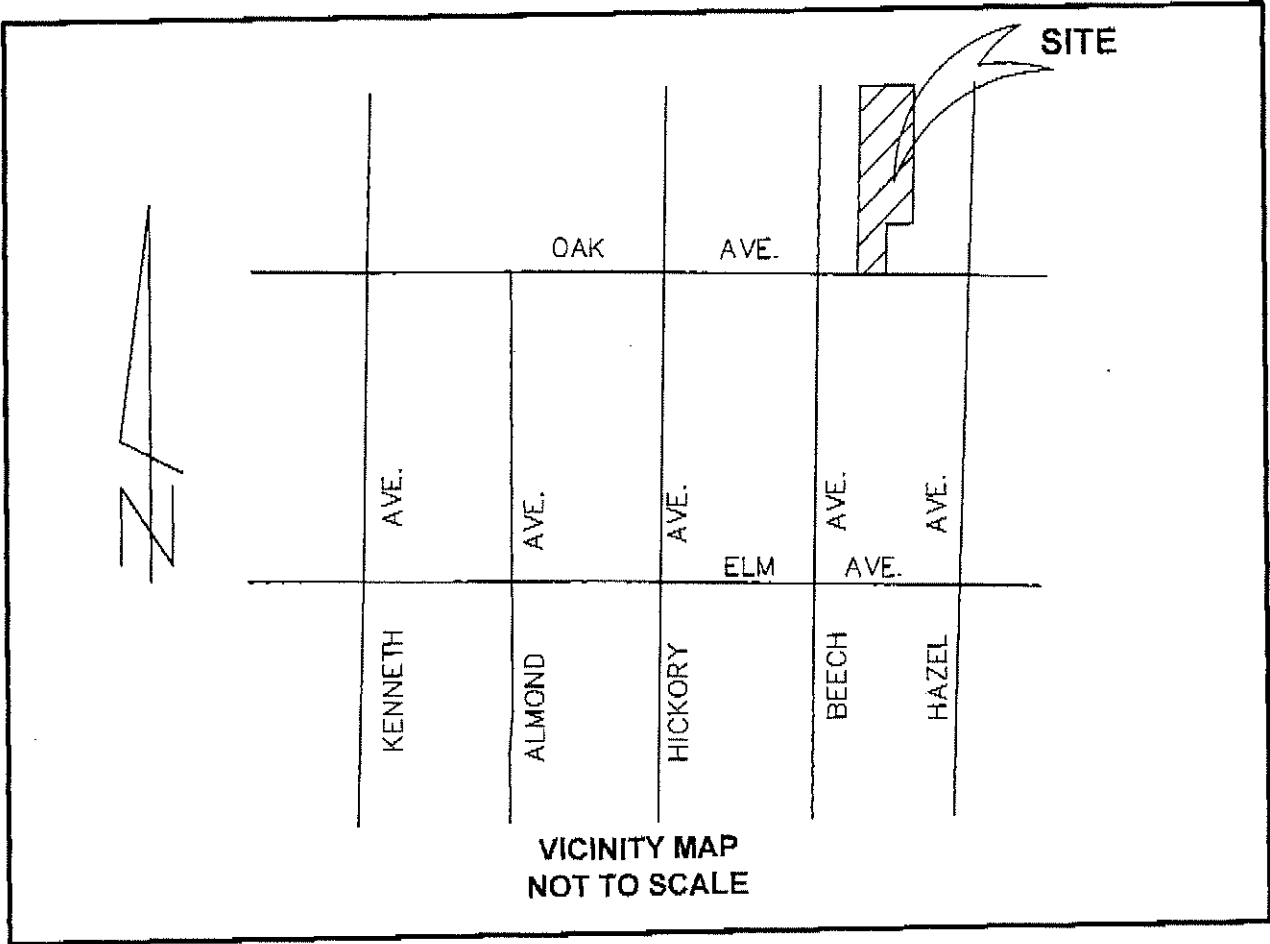 SITE
OAK AVE.
N
AVE.
AVE.
AVE.
AVE.
AVE.
ELM AVE.
KENNETH
ALMOND
HICKORY
BEECH
HAZEL
VICINITY MAP
NOT TO SCALE